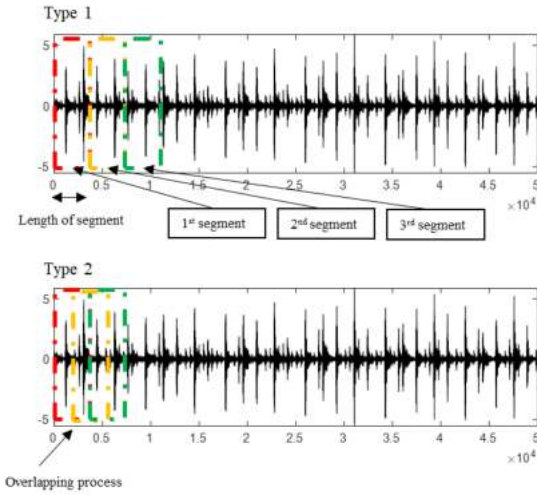 Type 1
5
0
-5
0 0.5 1 1.5 2 2.5 3 3.5 4 4.5 5
×10⁴
Length of segment
1st segment
2nd segment
3rd segment
Type 2
5
0
-5
0 0.5 1 1.5 2 2.5 3 3.5 4 4.5 5
×10⁴
Overlapping process